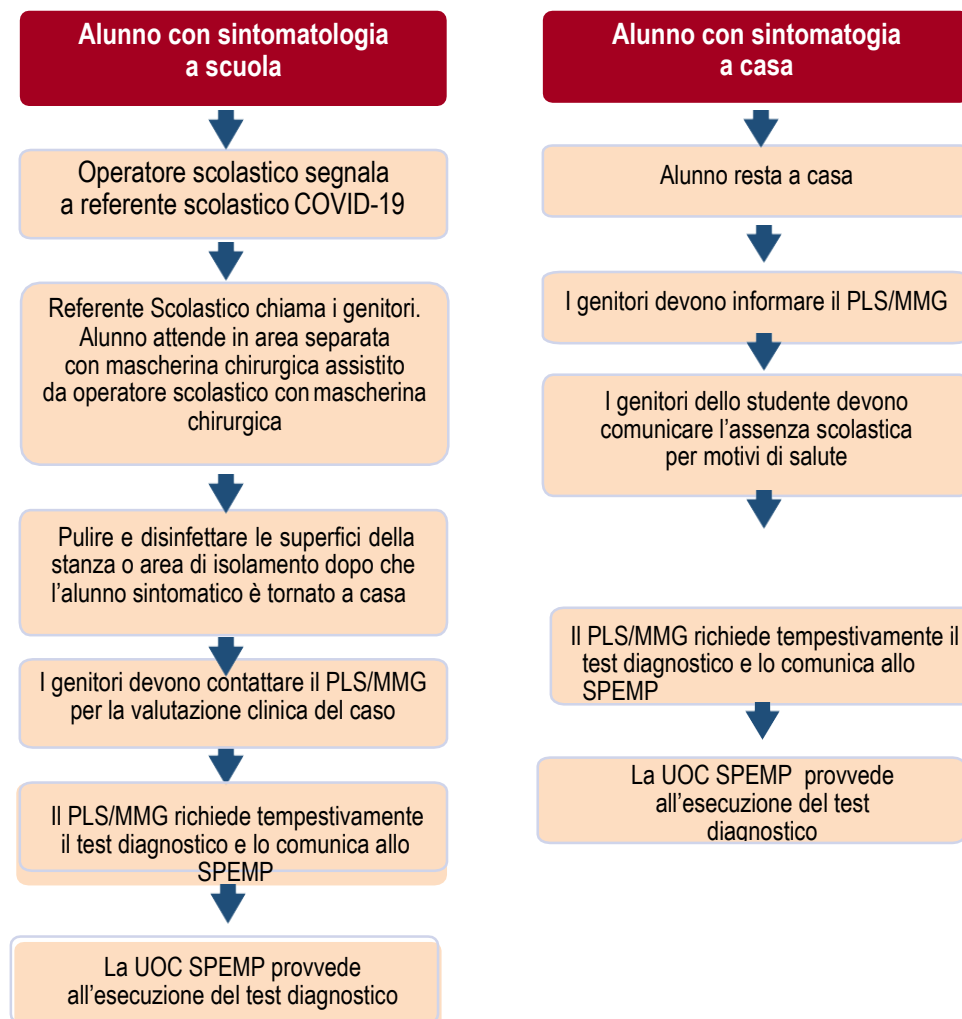 Alunno con sintomatologia
a scuola
Operatore scolastico segnala
a referente scolastico COVID-19
Referente Scolastico chiama i genitori.
Alunno attende in area separata
con mascherina chirurgica assistito
da operatore scolastico con mascherina
chirurgica
Pulire e disinfettare le superfici della
stanza o area di isolamento dopo che
l'alunno sintomatico è tornato a casa
I genitori devono contattare il PLS/MMG
per la valutazione clinica del caso
Il PLS/MMG richiede tempestivamente
il test diagnostico e lo comunica allo
SPEMP
La UOC SPEMP provvede
all'esecuzione del test diagnostico
Alunno con sintomatogia
a casa
Alunno resta a casa
I genitori devono informare il PLS/MMG
I genitori dello studente devono
comunicare l'assenza scolastica
per motivi di salute
Il PLS/MMG richiede tempestivamente il
test diagnostico e lo comunica allo
SPEMP
La UOC SPEMP provvede
all'esecuzione del test
diagnostico